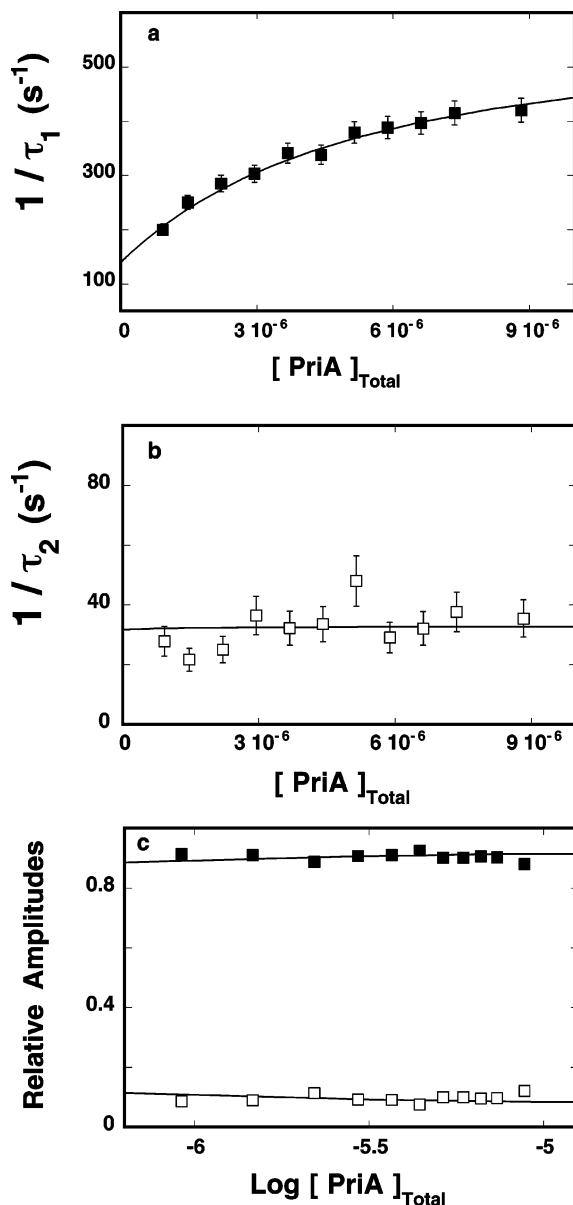 a
500
300
100
1 / τ1 (s-1)
0 3 10-6 6 10-6 9 10-6
[ PriA ]Total
b
80
40
0
1 / τ2 (s-1)
0 3 10-6 6 10-6 9 10-6
[ PriA ]Total
c
0.8
0.4
0
Relative Amplitudes
-6 -5.5 -5
Log [ PriA ]Total